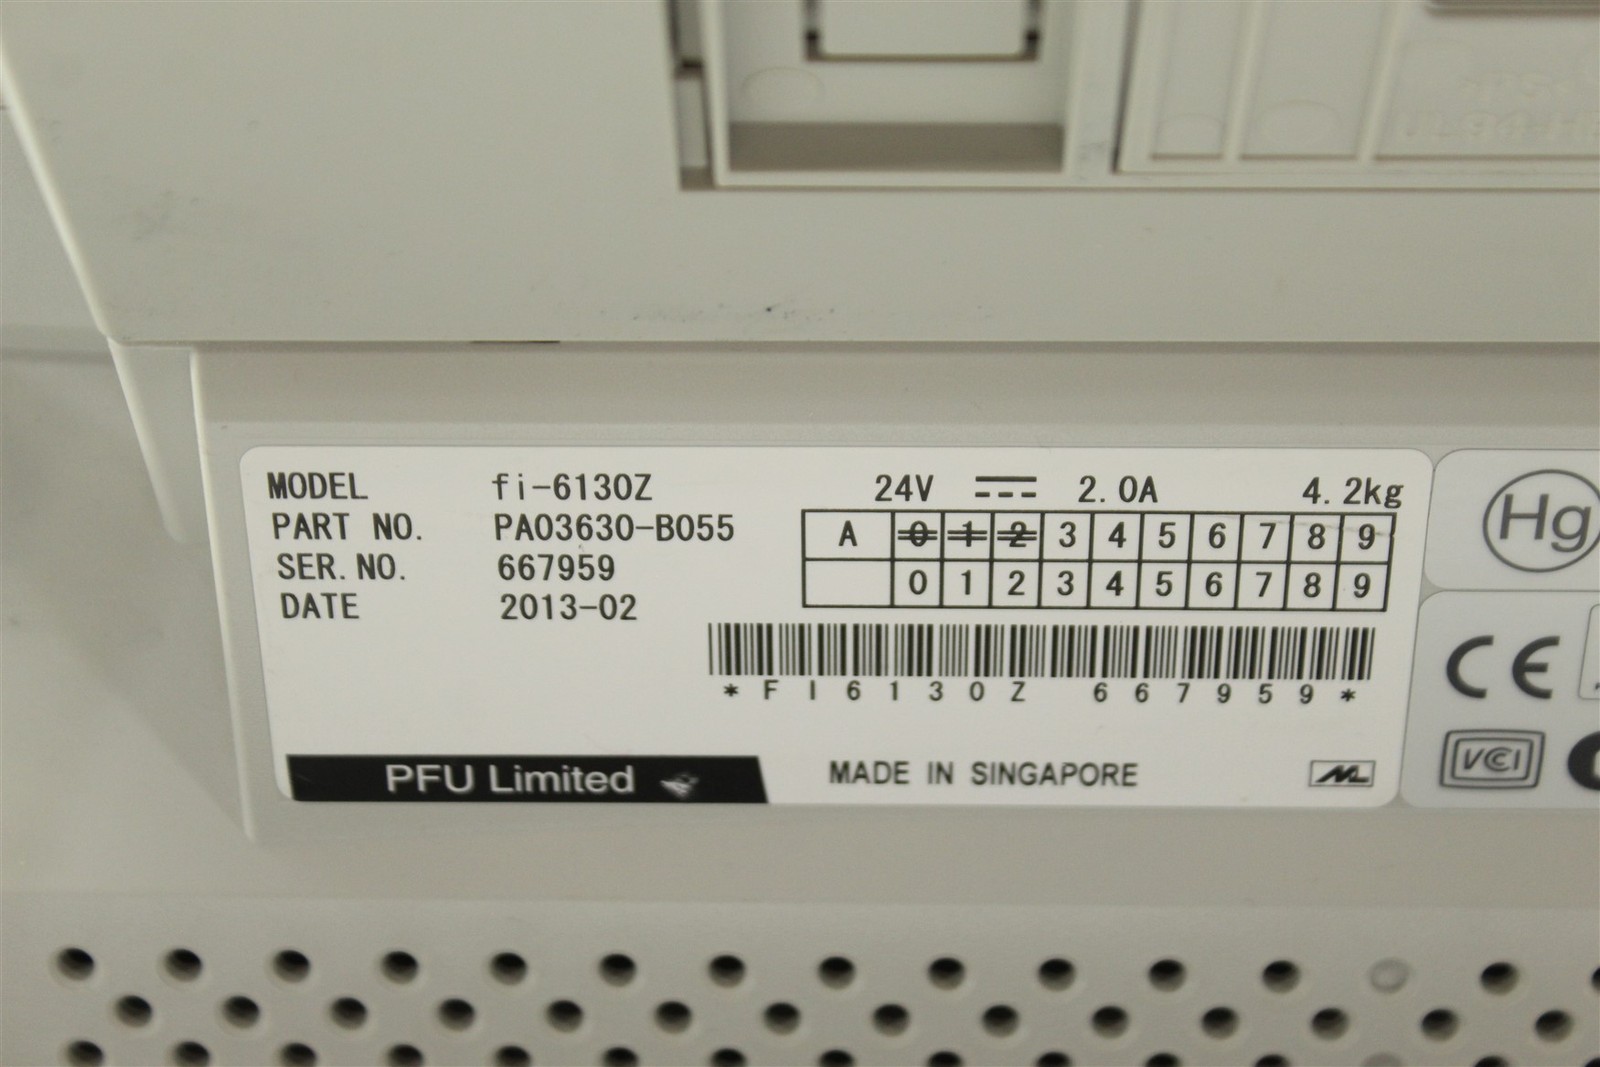 MODEL fi-6130Z 24V 2.0A 4.2kg
PART NO. PA03630-B055
SER.NO. 667959
DATE 2013-02
A 0 1 2 3 4 5 6 7 8 9
0 1 2 3 4 5 6 7 8 9
*FI6130Z 667959*
PFU Limited MADE IN SINGAPORE
Hg
CE
VCCI